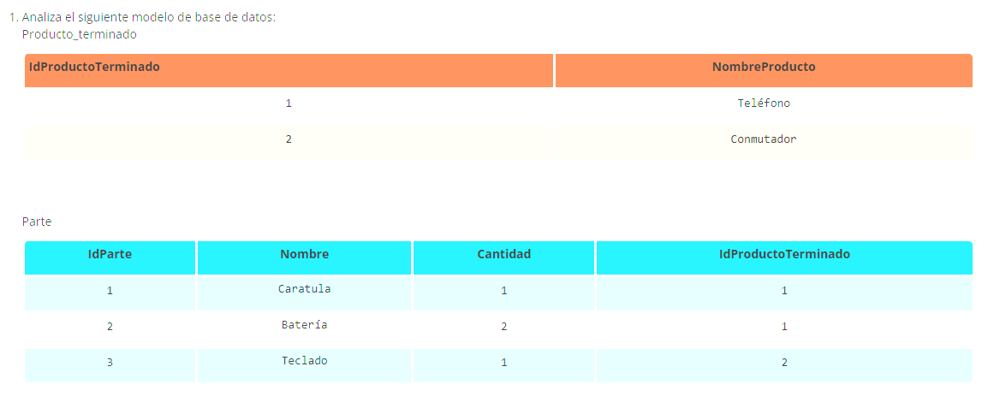 1. Analiza el siguiente modelo de base de datos:
Producto_terminado
IdProductoTerminado NombreProducto
1 Teléfono
2 Conmutador
Parte
IdParte Nombre Cantidad IdProductoTerminado
1 Caratula 1 1
2 Batería 2 1
3 Teclado 1 2